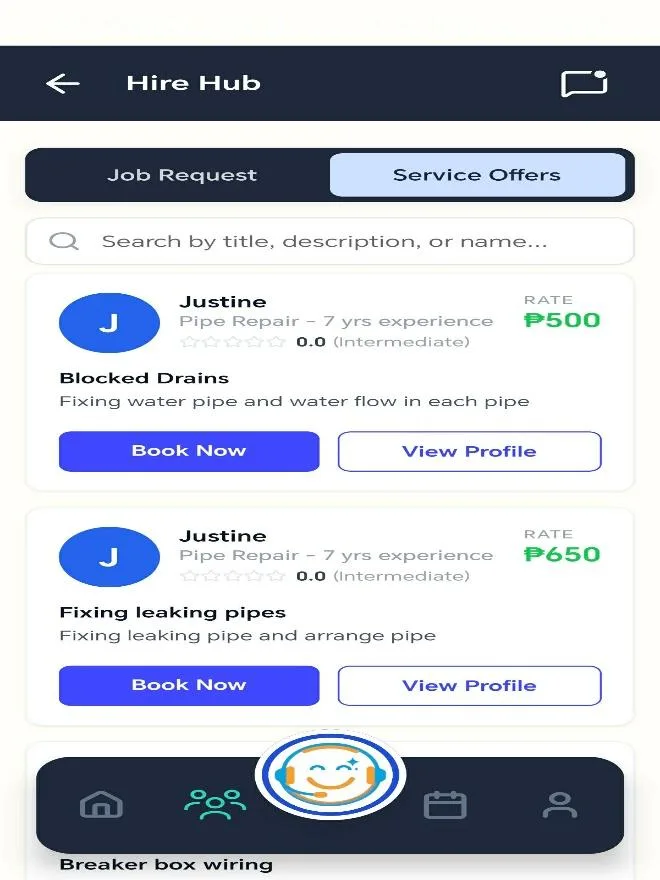 Hire Hub
Job Request
Service Offers
Search by title, description, or name...
J
Justine
Pipe Repair - 7 yrs experience
0.0 (Intermediate)
RATE
₱500
Blocked Drains
Fixing water pipe and water flow in each pipe
Book Now
View Profile
J
Justine
Pipe Repair - 7 yrs experience
0.0 (Intermediate)
RATE
₱650
Fixing leaking pipes
Fixing leaking pipe and arrange pipe
Book Now
View Profile
Breaker box wiring